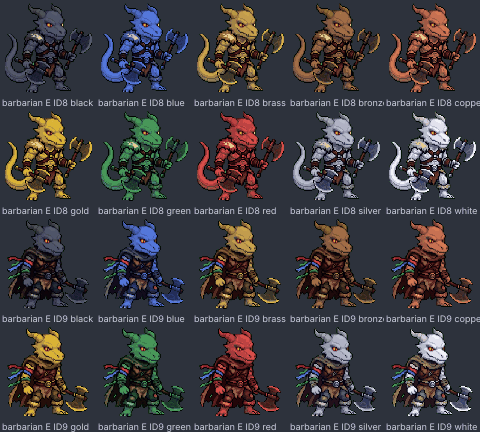 barbarian E ID8 black
barbarian E ID8 blue
barbarian E ID8 brass
barbarian E ID8 bronz
barbarian E ID8 coppe
barbarian E ID8 gold
barbarian E ID8 green
barbarian E ID8 red
barbarian E ID8 silver
barbarian E ID8 white
barbarian E ID9 black
barbarian E ID9 blue
barbarian E ID9 brass
barbarian E ID9 bronz
barbarian E ID9 coppe
barbarian E ID9 gold
barbarian E ID9 green
barbarian E ID9 red
barbarian E ID9 silver
barbarian E ID9 white